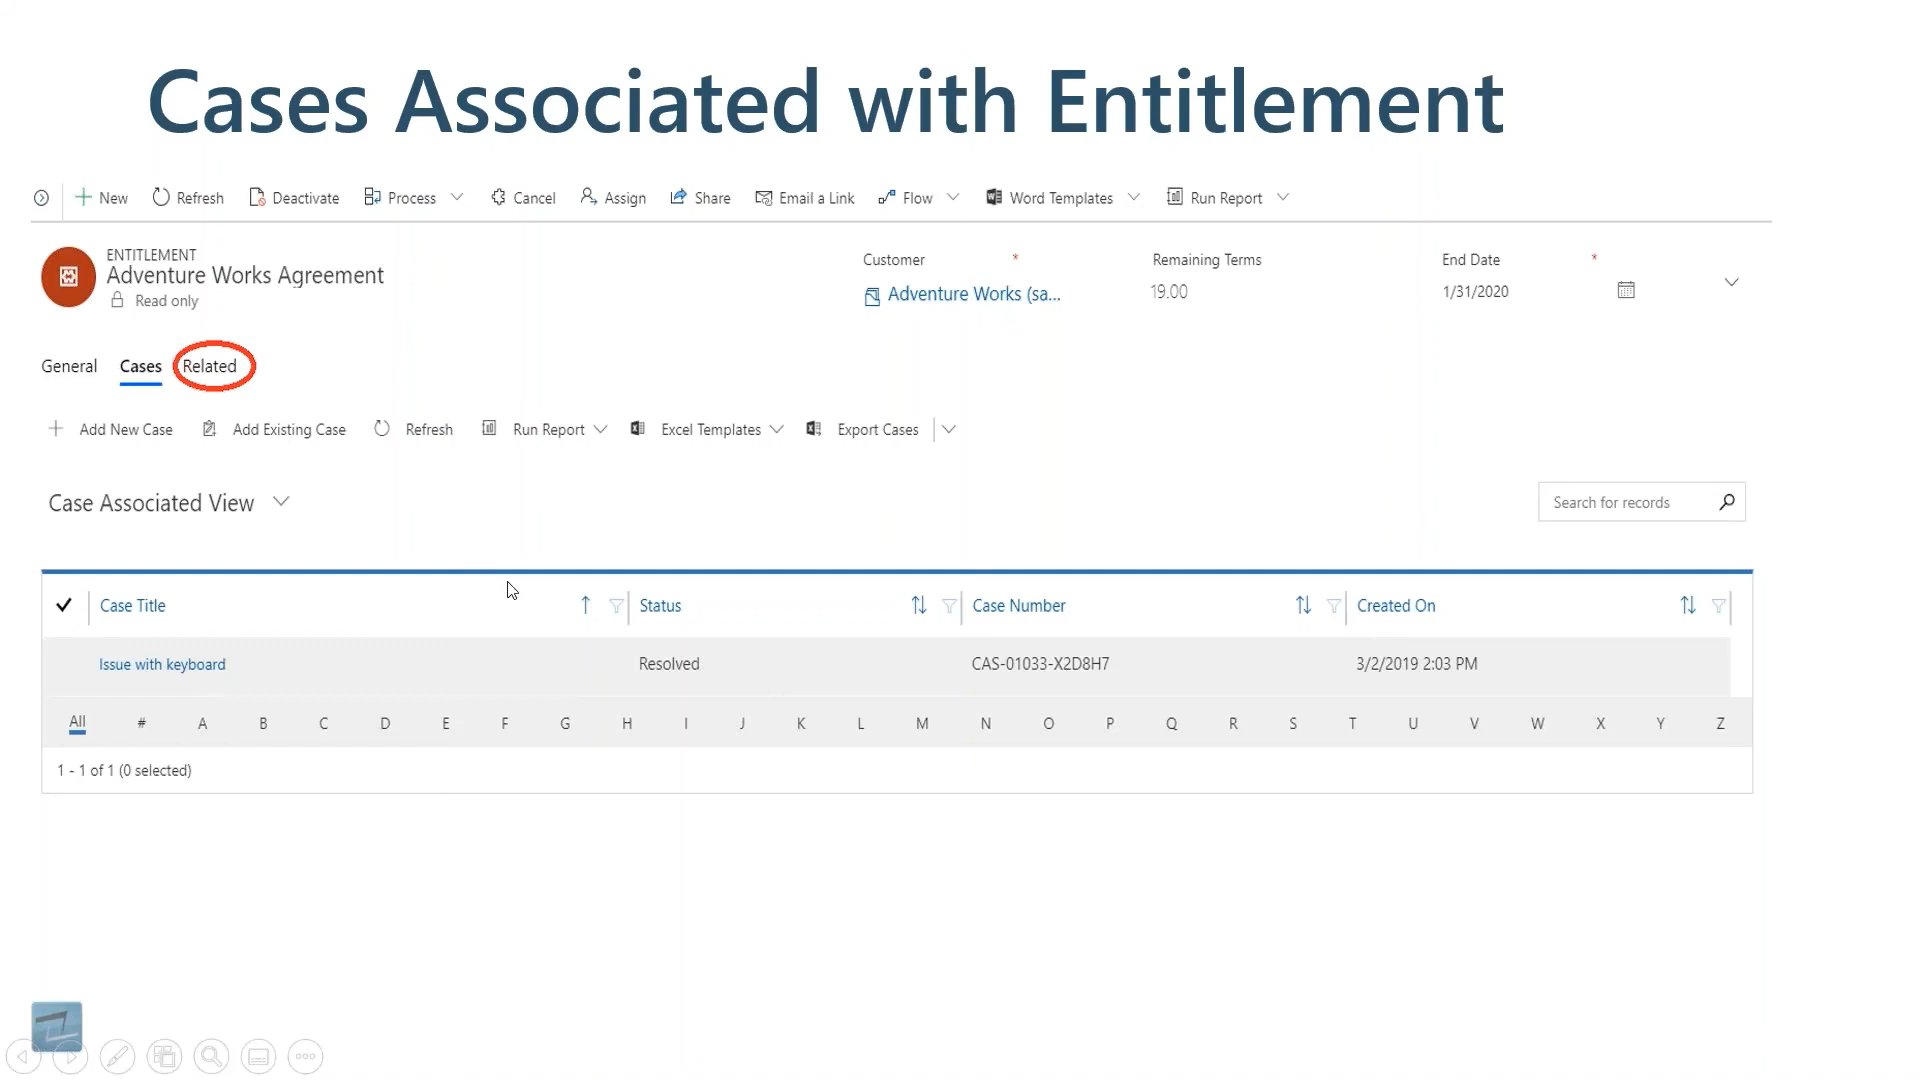 Cases Associated with Entitlement
New Refresh Deactivate Process Cancel Assign Share Email a Link Flow Word Templates Run Report
ENTITLEMENT
Adventure Works Agreement
Read only
Customer * Remaining Terms End Date *
Adventure Works (sa... 19.00 1/31/2020
General Cases Related
Add New Case Add Existing Case Refresh Run Report Excel Templates Export Cases
Case Associated View
Search for records
Case Title Status Case Number Created On
Issue with keyboard Resolved CAS-01033-X2D8H7 3/2/2019 2:03 PM
All # A B C D E F G H I J K L M N O P Q R S T U V W X Y Z
1 - 1 of 1 (0 selected)